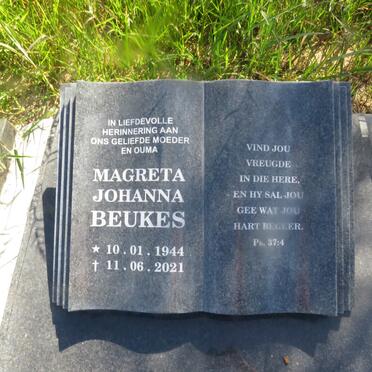 IN LIEFDEVOLLE
HERINNERING AAN
ONS GELIEFDE MOEDER
EN OUMA
MAGRETA
JOHANNA
BEUKES
★ 10 . 01 . 1944
† 11 . 06 . 2021
VIND JOU
VREUGDE
IN DIE HERE,
EN HY SAL JOU
GEE WAT JOU
HART BEGEER.
Ps. 37:4